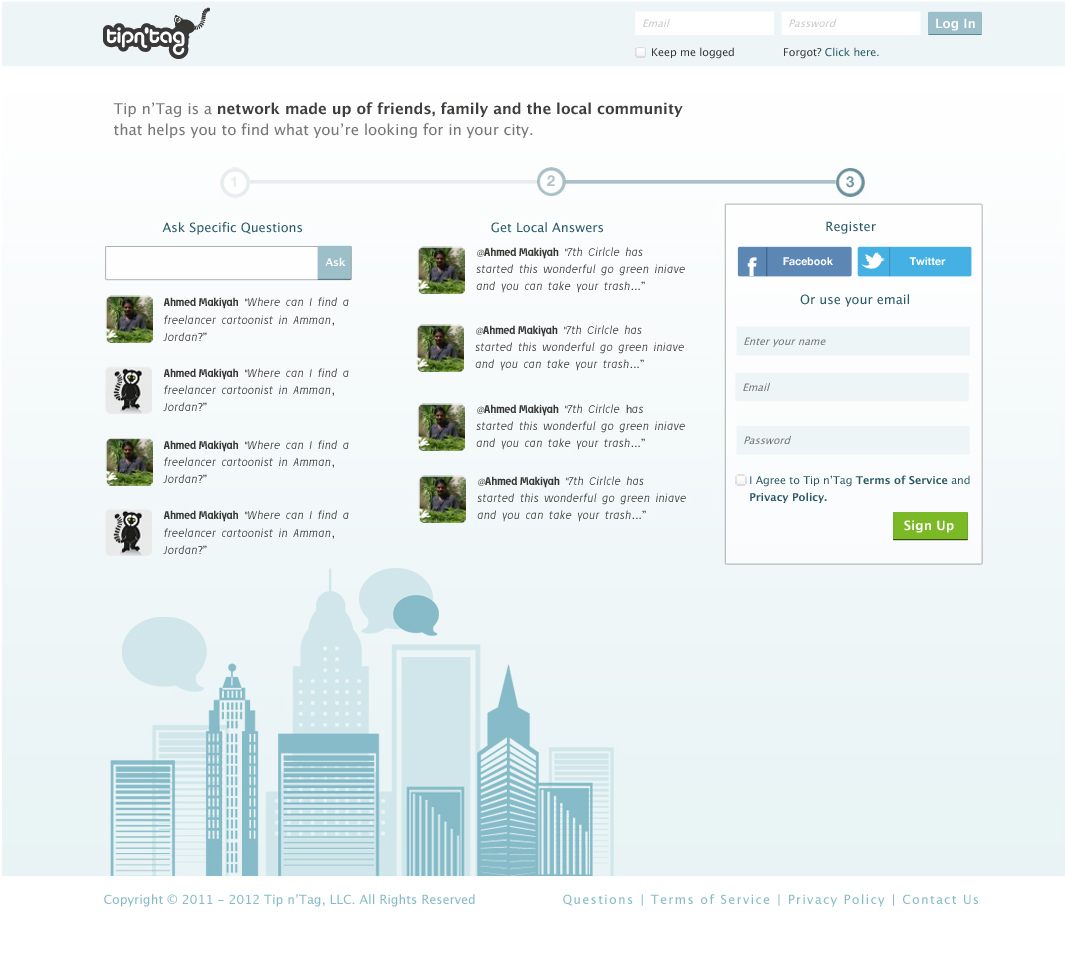 tipn'tag
Email
Password
Log In
Keep me logged
Forgot? Click here.
Tip n’Tag is a network made up of friends, family and the local community
that helps you to find what you’re looking for in your city.
1
2
3
Ask Specific Questions
Ask
Ahmed Makiyah “Where can I find a
freelancer cartoonist in Amman,
Jordan?”
Ahmed Makiyah “Where can I find a
freelancer cartoonist in Amman,
Jordan?”
Ahmed Makiyah “Where can I find a
freelancer cartoonist in Amman,
Jordan?”
Ahmed Makiyah “Where can I find a
freelancer cartoonist in Amman,
Jordan?”
Get Local Answers
@Ahmed Makiyah “7th Cirlcle has
started this wonderful go green iniave
and you can take your trash...”
@Ahmed Makiyah “7th Cirlcle has
started this wonderful go green iniave
and you can take your trash...”
@Ahmed Makiyah “7th Cirlcle has
started this wonderful go green iniave
and you can take your trash...”
@Ahmed Makiyah “7th Cirlcle has
started this wonderful go green iniave
and you can take your trash...”
Register
f Facebook
Twitter
Or use your email
Enter your name
Email
Password
I Agree to Tip n’Tag Terms of Service and
Privacy Policy.
Sign Up
Copyright © 2011 – 2012 Tip n’Tag, LLC. All Rights Reserved
Questions | Terms of Service | Privacy Policy | Contact Us